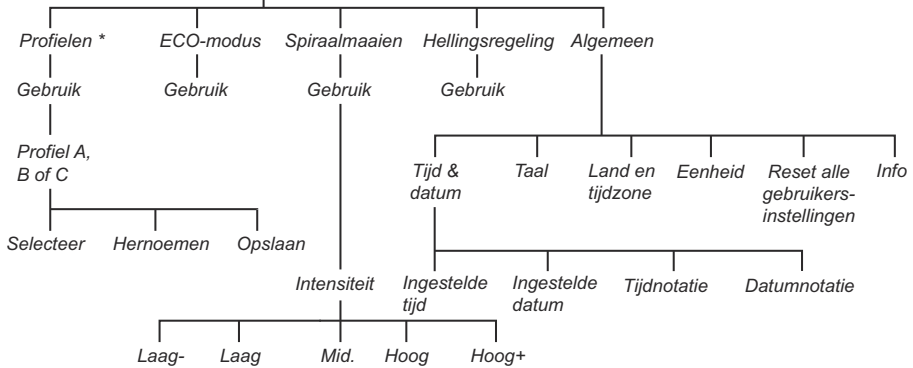 Profielen * ECO-modus Spiraalmaaien Hellingsregeling Algemeen
Gebruik Gebruik Gebruik Gebruik
Profiel A,
B of C
Tijd &
datum
Taal
Land en
tijdzone
Eenheid
Reset alle
gebruikers-
instellingen
Info
Selecteer Hernoemen Opslaan
Intensiteit
Ingestelde
tijd
Ingestelde
datum
Tijdnotatie
Datumnotatie
Laag- Laag Mid. Hoog Hoog+